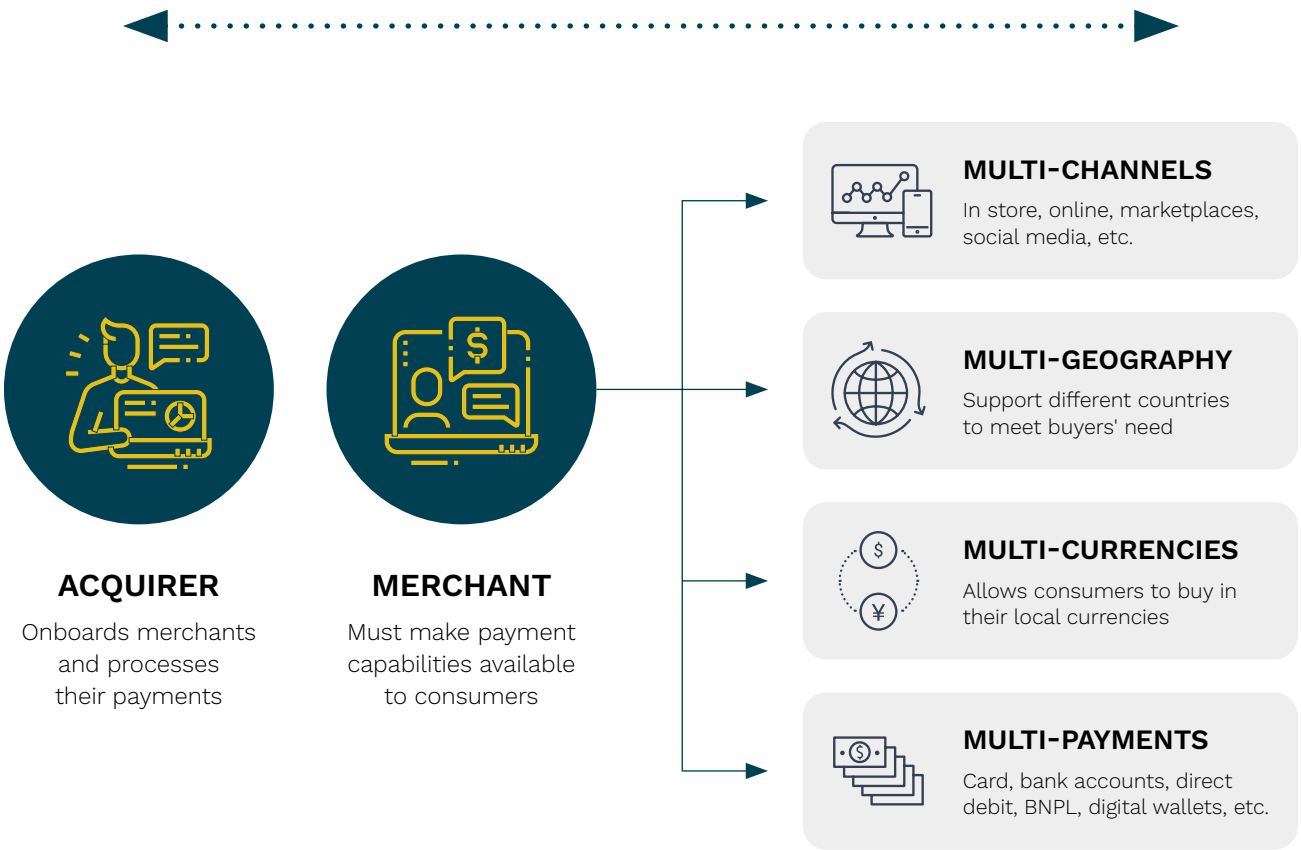 ACQUIRER
Onboards merchants
and processes
their payments
MERCHANT
Must make payment
capabilities available
to consumers
MULTI-CHANNELS
In store, online, marketplaces,
social media, etc.
MULTI-GEOGRAPHY
Support different countries
to meet buyers' need
$
¥
MULTI-CURRENCIES
Allows consumers to buy in
their local currencies
$
MULTI-PAYMENTS
Card, bank accounts, direct
debit, BNPL, digital wallets, etc.
$